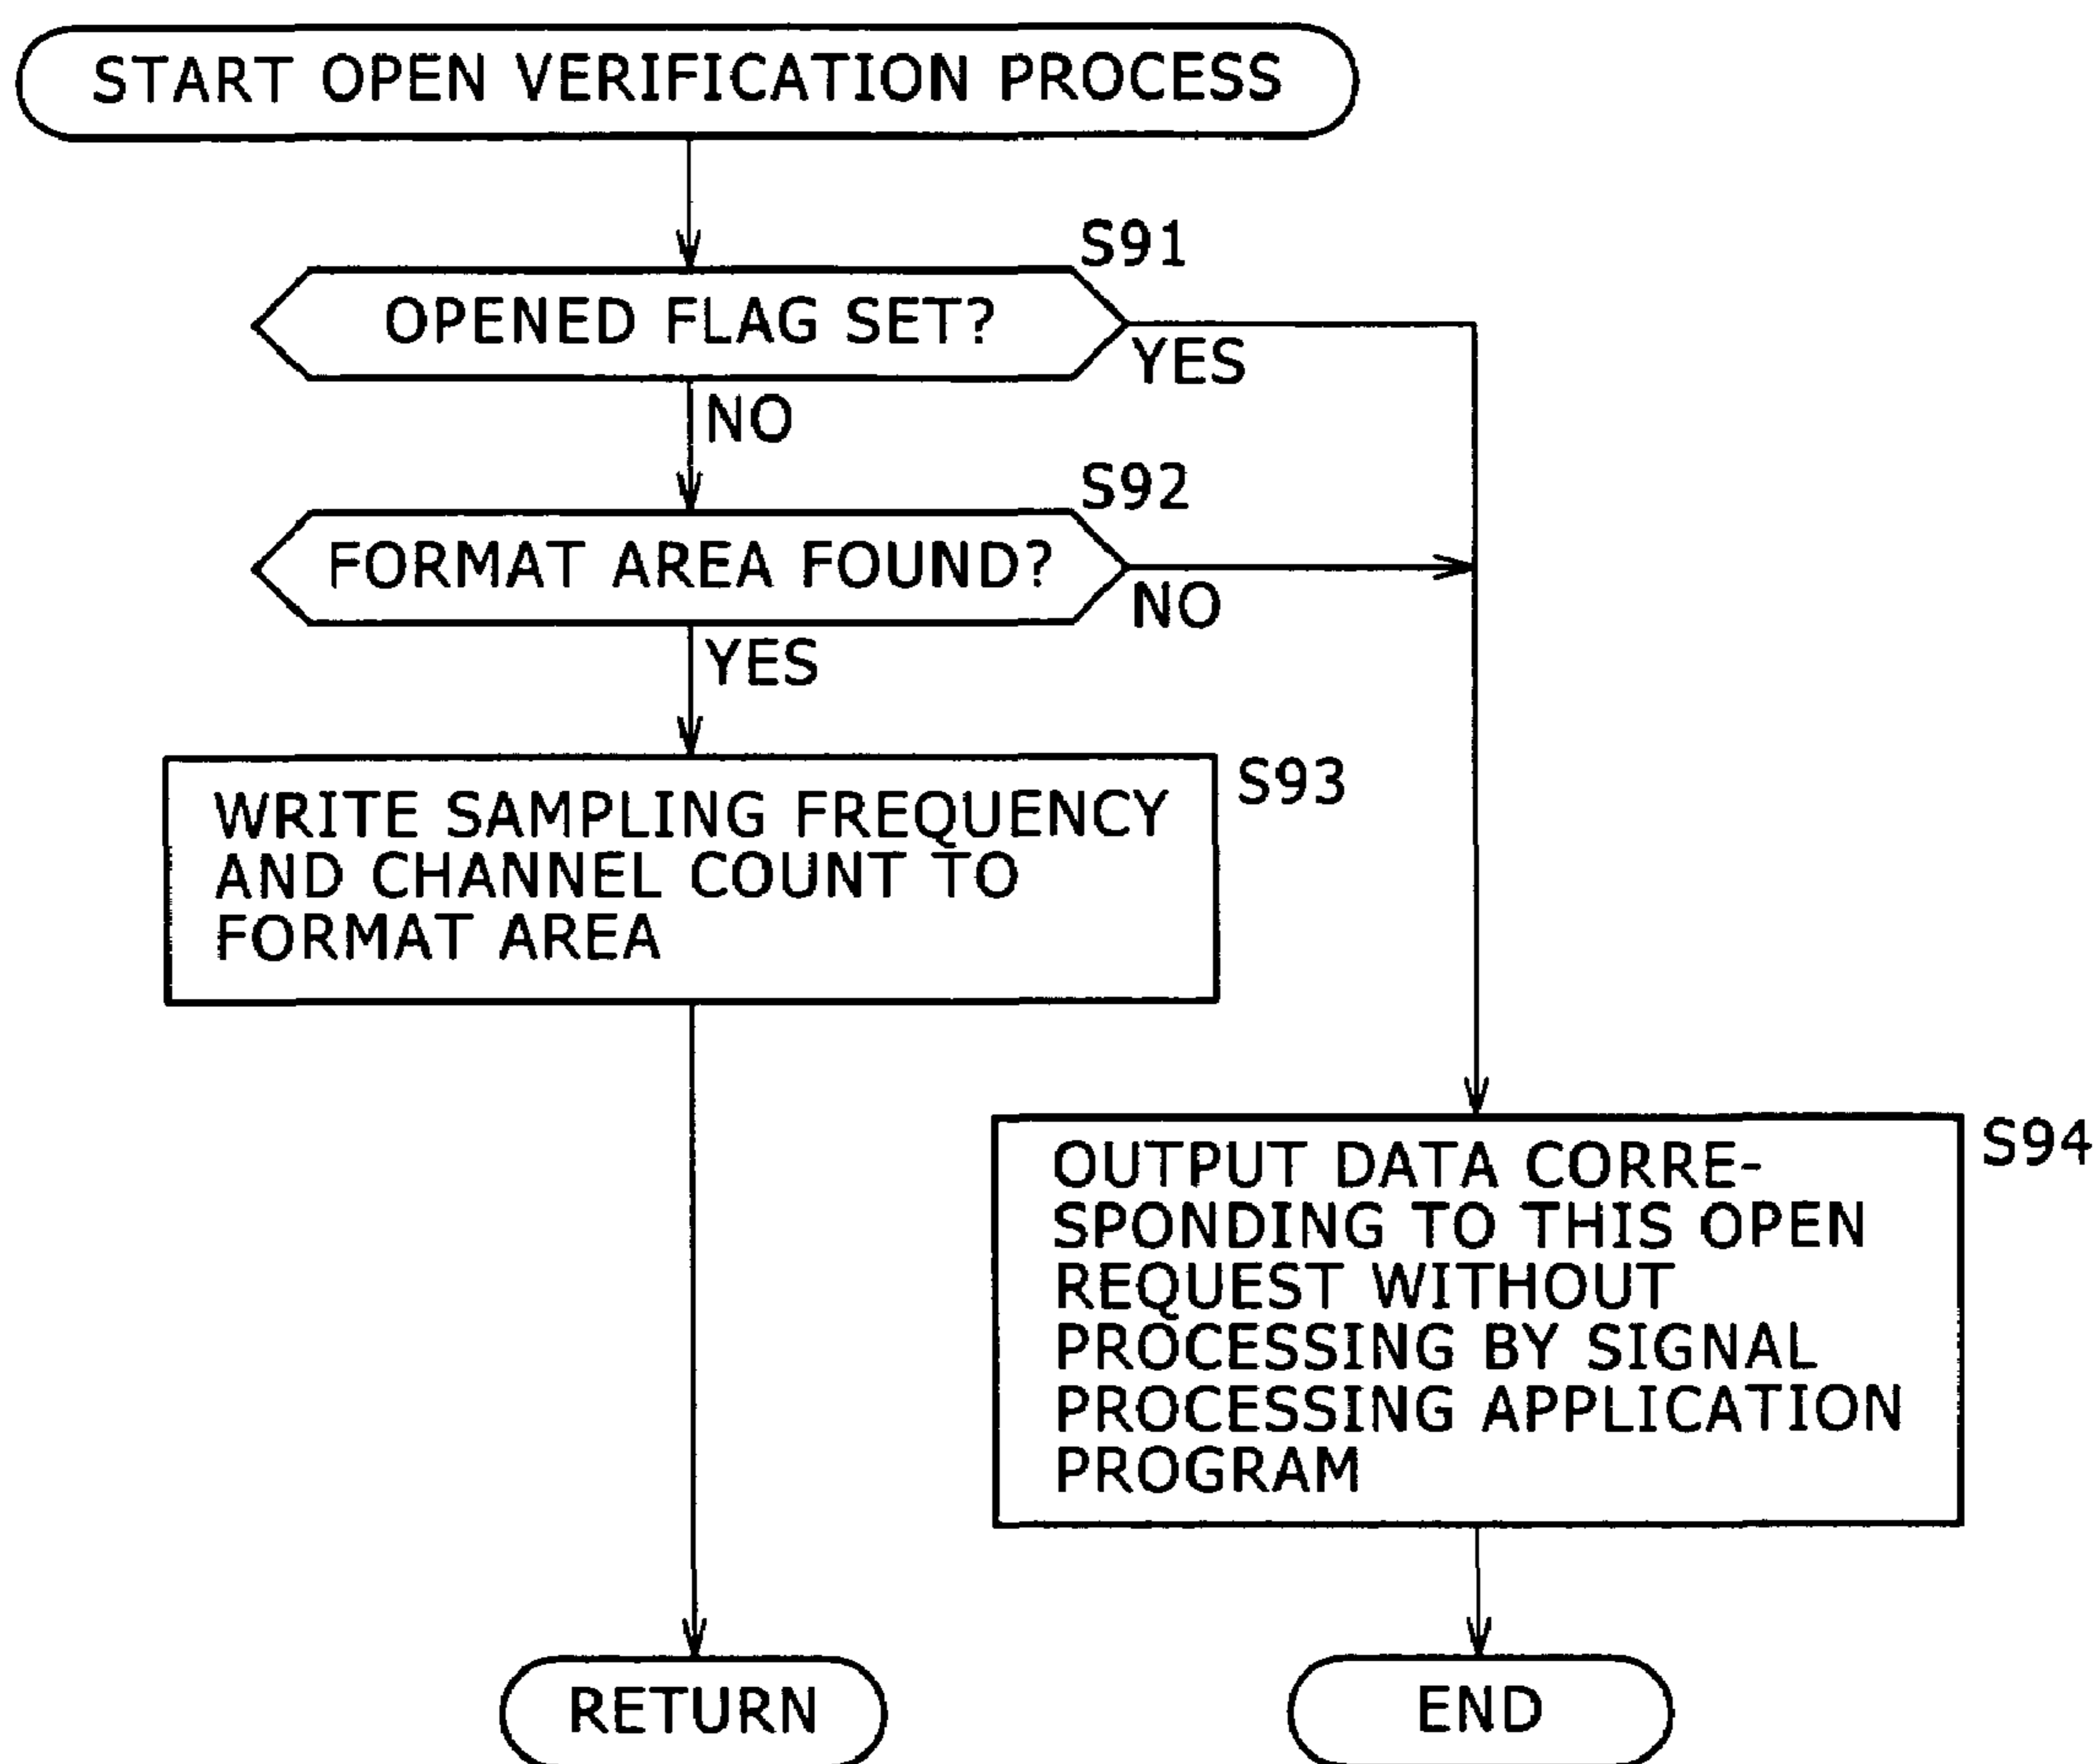 START OPEN VERIFICATION PROCESS
S91
OPENED FLAG SET?
YES
NO
S92
FORMAT AREA FOUND?
NO
YES
S93
WRITE SAMPLING FREQUENCY
AND CHANNEL COUNT TO
FORMAT AREA
S94
OUTPUT DATA CORRE-
SPONDING TO THIS OPEN
REQUEST WITHOUT
PROCESSING BY SIGNAL
PROCESSING APPLICATION
PROGRAM
RETURN
END